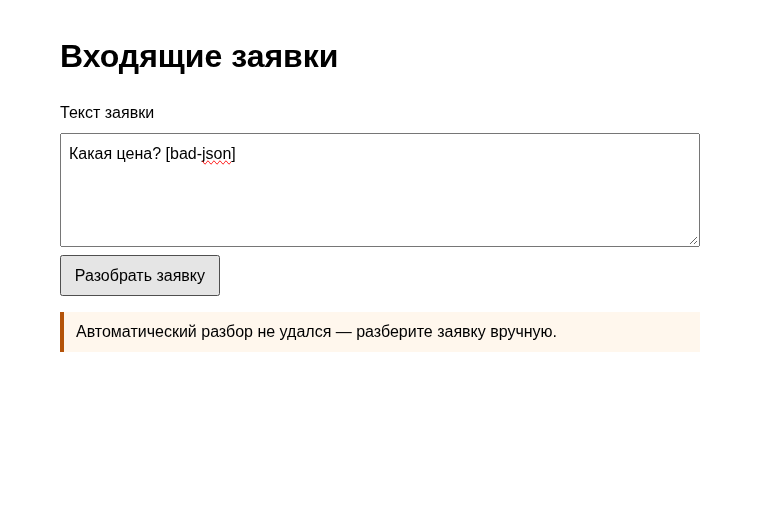 Входящие заявки
Текст заявки
Какая цена? [bad-json]
Разобрать заявку
Автоматический разбор не удался — разберите заявку вручную.